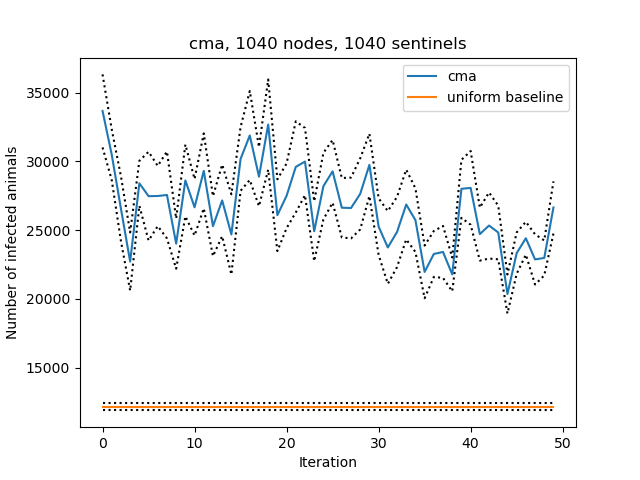 cma, 1040 nodes, 1040 sentinels
cma
uniform baseline
Number of infected animals
35000
30000
25000
20000
15000
0 10 20 30 40 50
Iteration